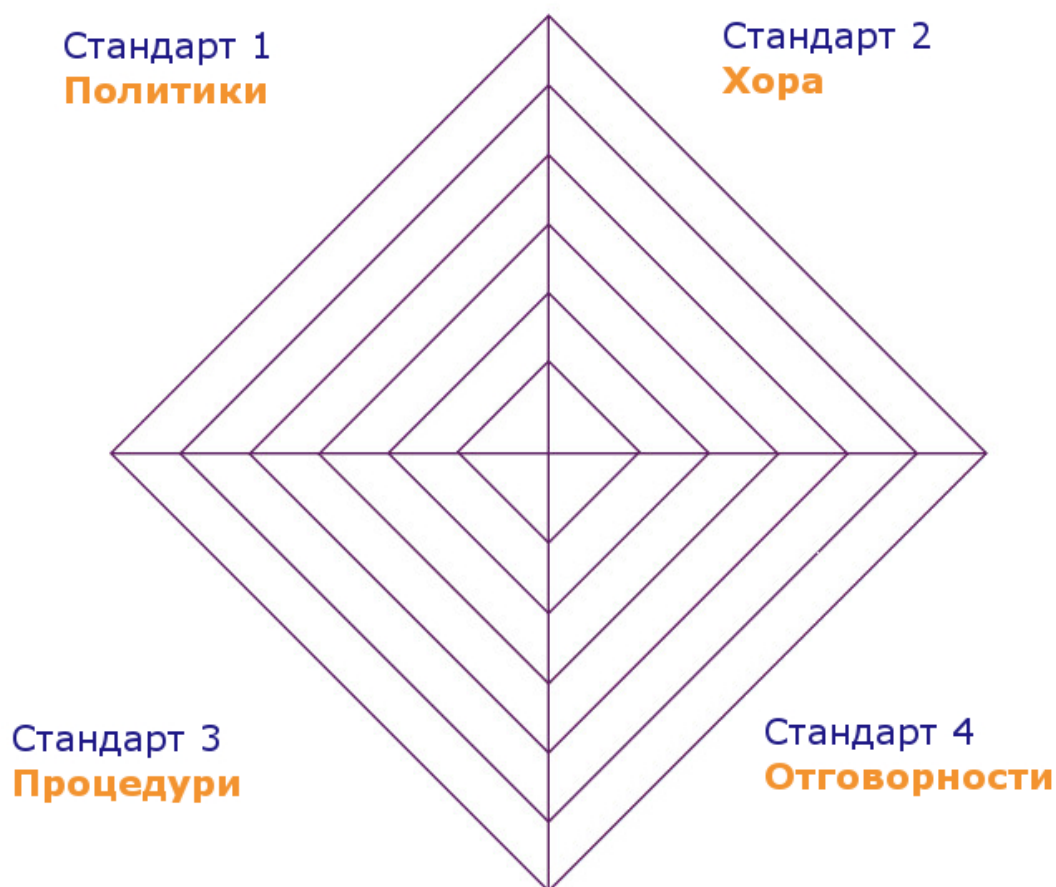 Стандарт 1
Политики
Стандарт 2
Хора
Стандарт 3
Процедури
Стандарт 4
Отговорности